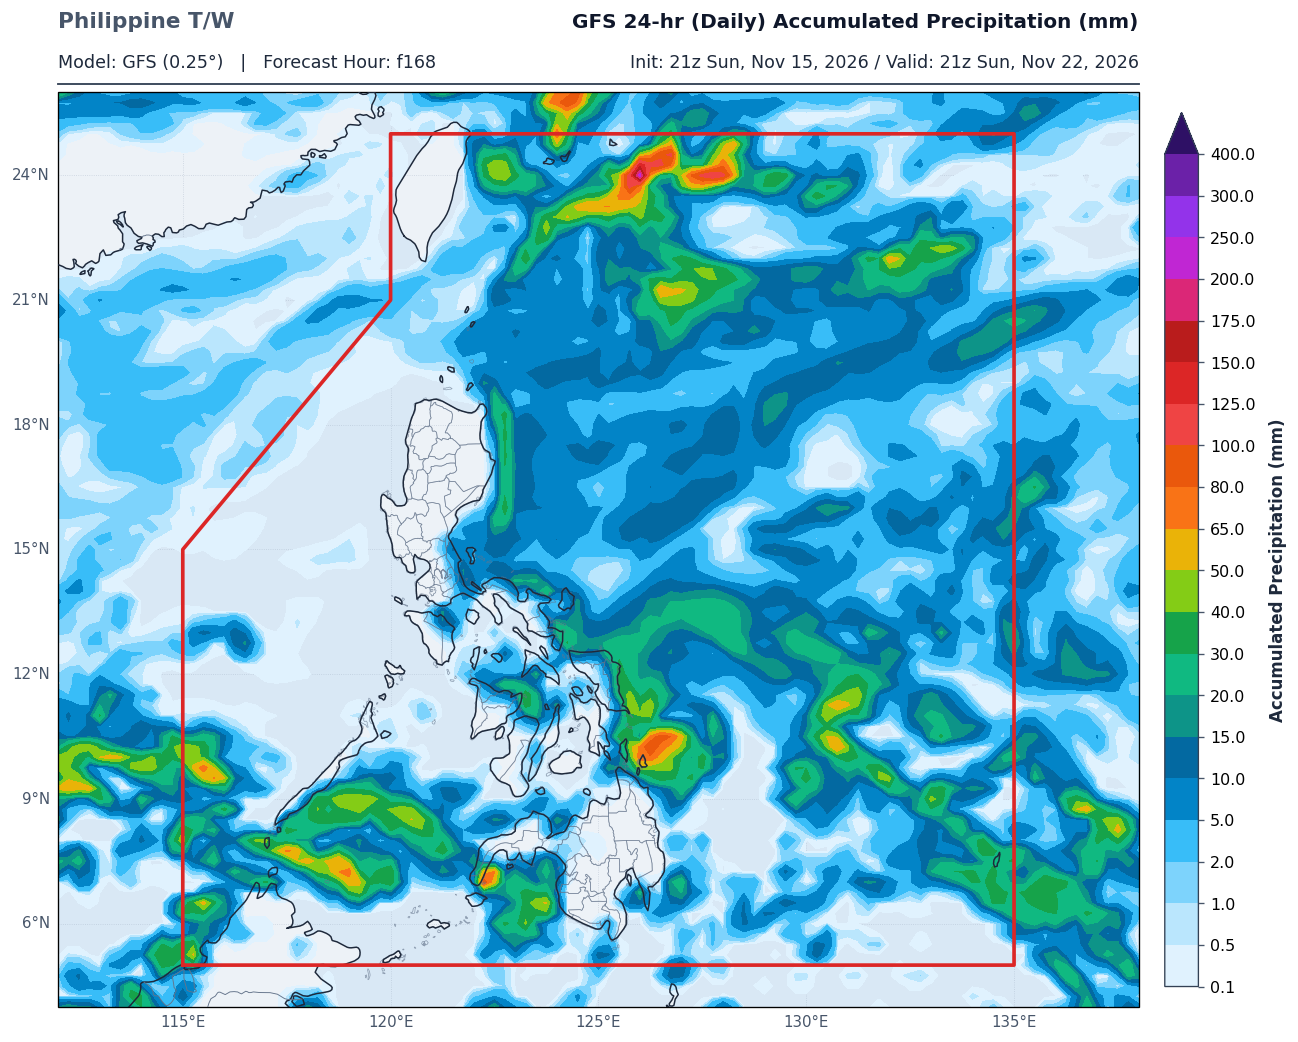 Philippine T/W
GFS 24-hr (Daily) Accumulated Precipitation (mm)
Model: GFS (0.25°) | Forecast Hour: f168
Init: 21z Sun, Nov 15, 2026 / Valid: 21z Sun, Nov 22, 2026
24°N
21°N
18°N
15°N
12°N
9°N
6°N
115°E
120°E
125°E
130°E
135°E
400.0
300.0
250.0
200.0
175.0
150.0
125.0
100.0
80.0
65.0
50.0
40.0
30.0
20.0
15.0
10.0
5.0
2.0
1.0
0.5
0.1
Accumulated Precipitation (mm)